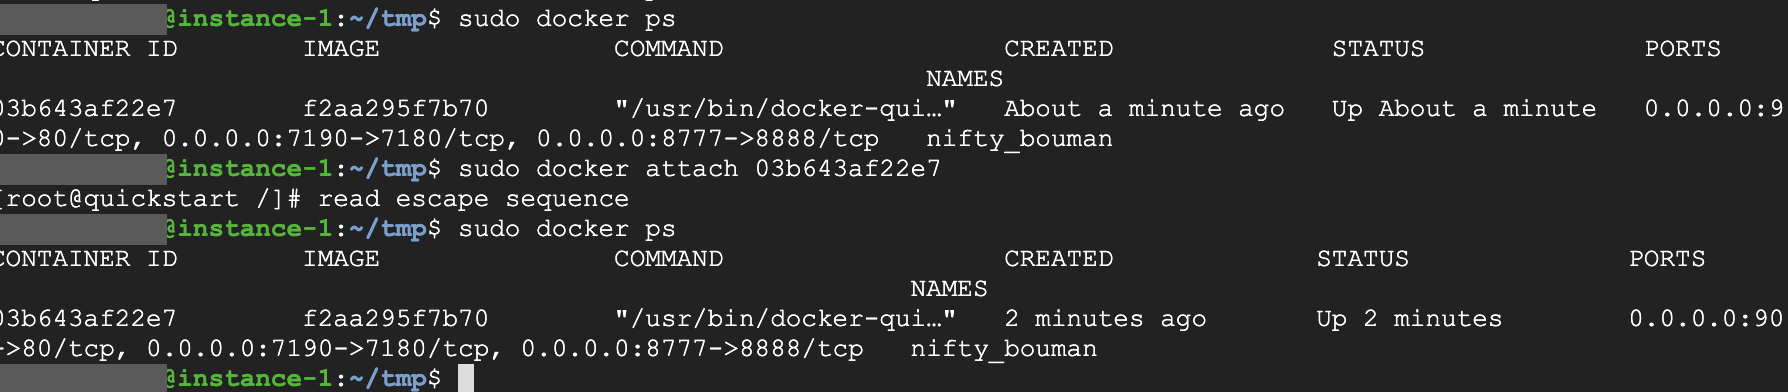 @instance-1:~/tmp$ sudo docker ps
CONTAINER ID IMAGE COMMAND CREATED STATUS PORTS
NAMES
03b643af22e7 f2aa295f7b70 "/usr/bin/docker-qui…" About a minute ago Up About a minute 0.0.0.0:9
0->80/tcp, 0.0.0.0:7190->7180/tcp, 0.0.0.0:8777->8888/tcp nifty_bouman
@instance-1:~/tmp$ sudo docker attach 03b643af22e7
[root@quickstart /]# read escape sequence
@instance-1:~/tmp$ sudo docker ps
CONTAINER ID IMAGE COMMAND CREATED STATUS PORTS
NAMES
03b643af22e7 f2aa295f7b70 "/usr/bin/docker-qui…" 2 minutes ago Up 2 minutes 0.0.0.0:90
->80/tcp, 0.0.0.0:7190->7180/tcp, 0.0.0.0:8777->8888/tcp nifty_bouman
@instance-1:~/tmp$